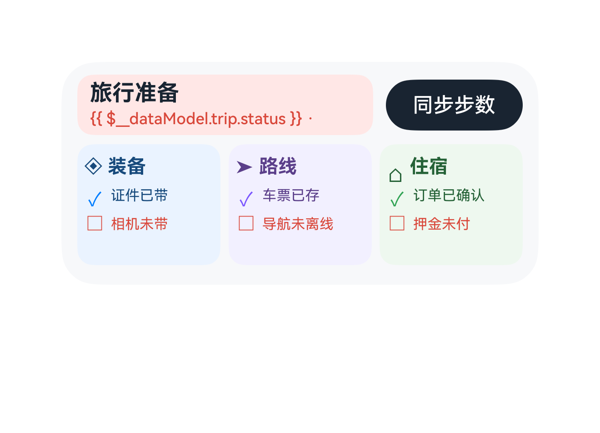 旅行准备
{{ $__dataModel.trip.status }} ·
同步步数
装备
证件已带
相机未带
路线
车票已存
导航未离线
住宿
订单已确认
押金未付